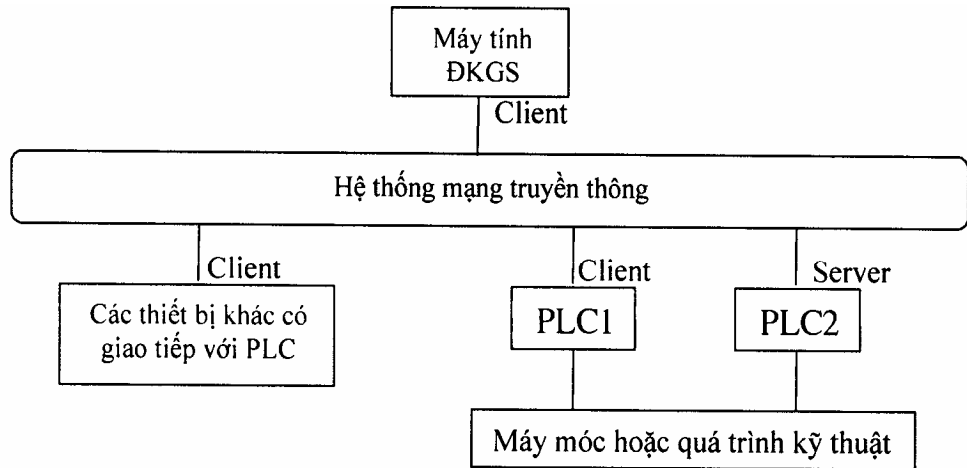 Máy tính
ĐKGS
Client
Hệ thống mạng truyền thông
Client
Client
Server
Các thiết bị khác có
giao tiếp với PLC
PLC1
PLC2
Máy móc hoặc quá trình kỹ thuật